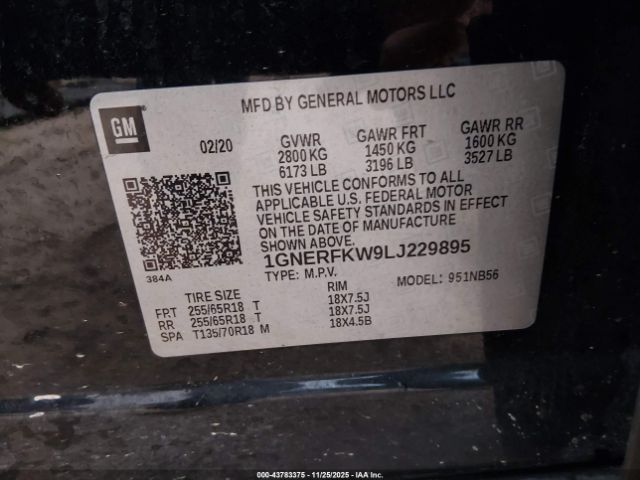 GM
MFD BY GENERAL MOTORS LLC
02/20 GVWR GAWR FRT GAWR RR
2800 KG 1450 KG 1600 KG
6173 LB 3196 LB 3527 LB
THIS VEHICLE CONFORMS TO ALL
APPLICABLE U.S. FEDERAL MOTOR
VEHICLE SAFETY STANDARDS IN EFFECT
ON THE DATE OF MANUFACTURE
SHOWN ABOVE.
384A
1GNERFKW9LJ229895
TYPE: M.P.V. MODEL: 951NB56
TIRE SIZE RIM
FRT 255/65R18 T 18X7.5J
RR 255/65R18 T 18X7.5J
SPA T135/70R18 M 18X4.5B
000-43783375 - 11/25/2025 - IAA Inc.